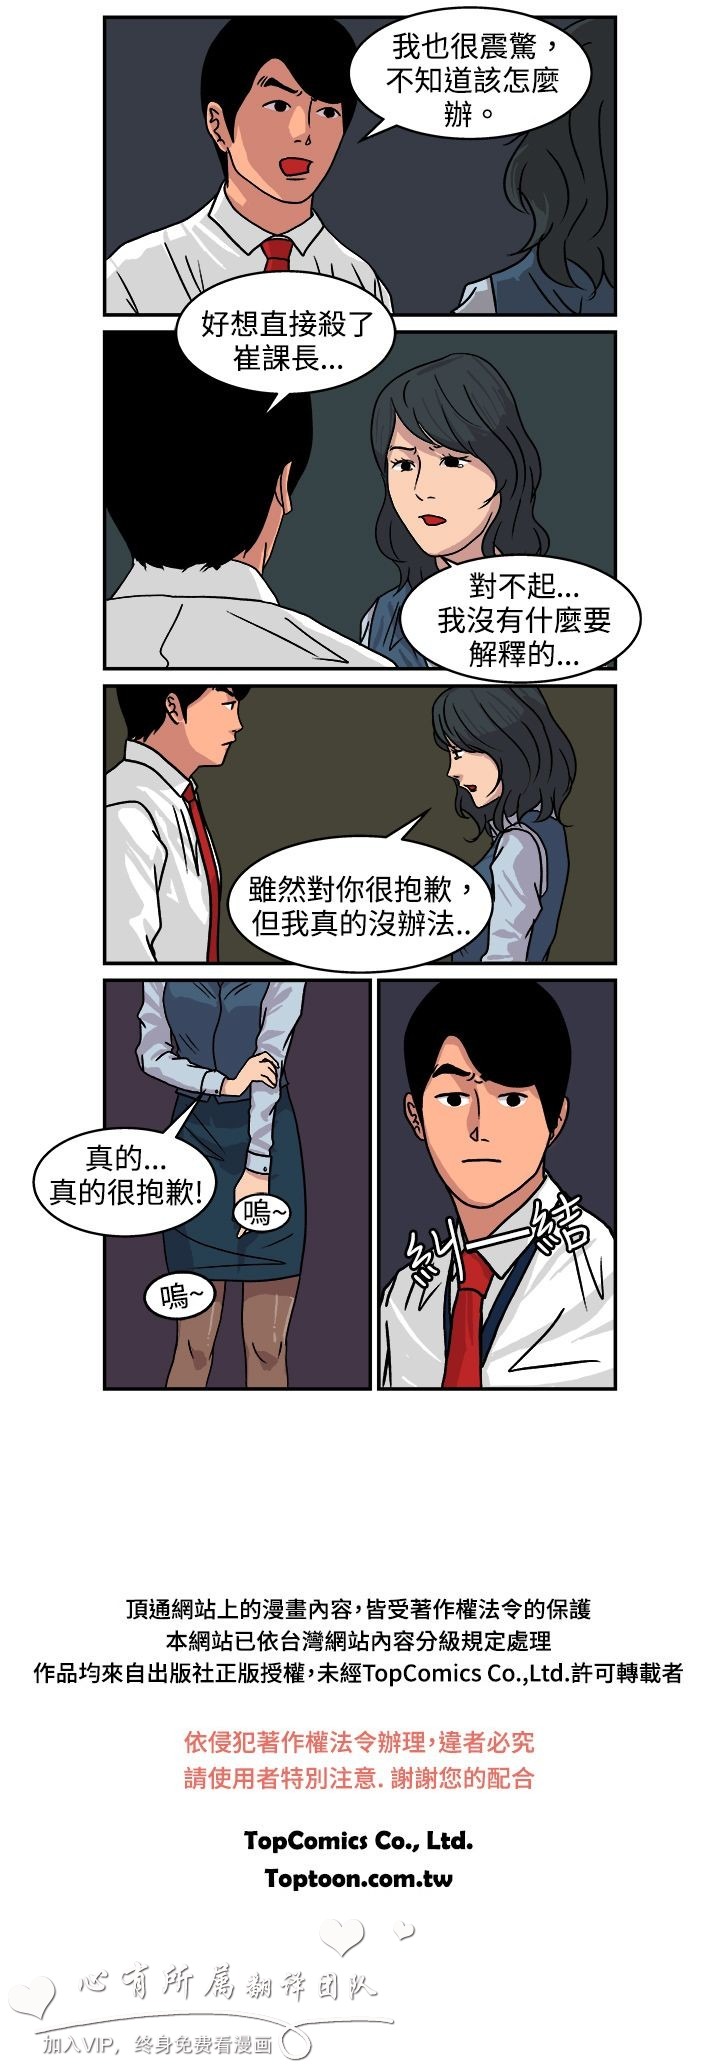 我也很震驚，
不知道該怎麼
辦。
好想直接殺了
崔課長...
對不起...
我沒有什麼要
解釋的...
雖然對你很抱歉，
但我真的沒辦法..
真的...
真的很抱歉!
嗚~
嗚~
糾一結
頂通網站上的漫畫內容，皆受著作權法令的保護
本網站已依台灣網站內容分級規定處理
作品均來自出版社正版授權，未經TopComics Co.,Ltd.許可轉載者
依侵犯著作權法令辦理，違者必究
請使用者特別注意. 謝謝您的配合
TopComics Co., Ltd.
Toptoon.com.tw
心有所属翻译团队
加入VIP，终身免费看漫画